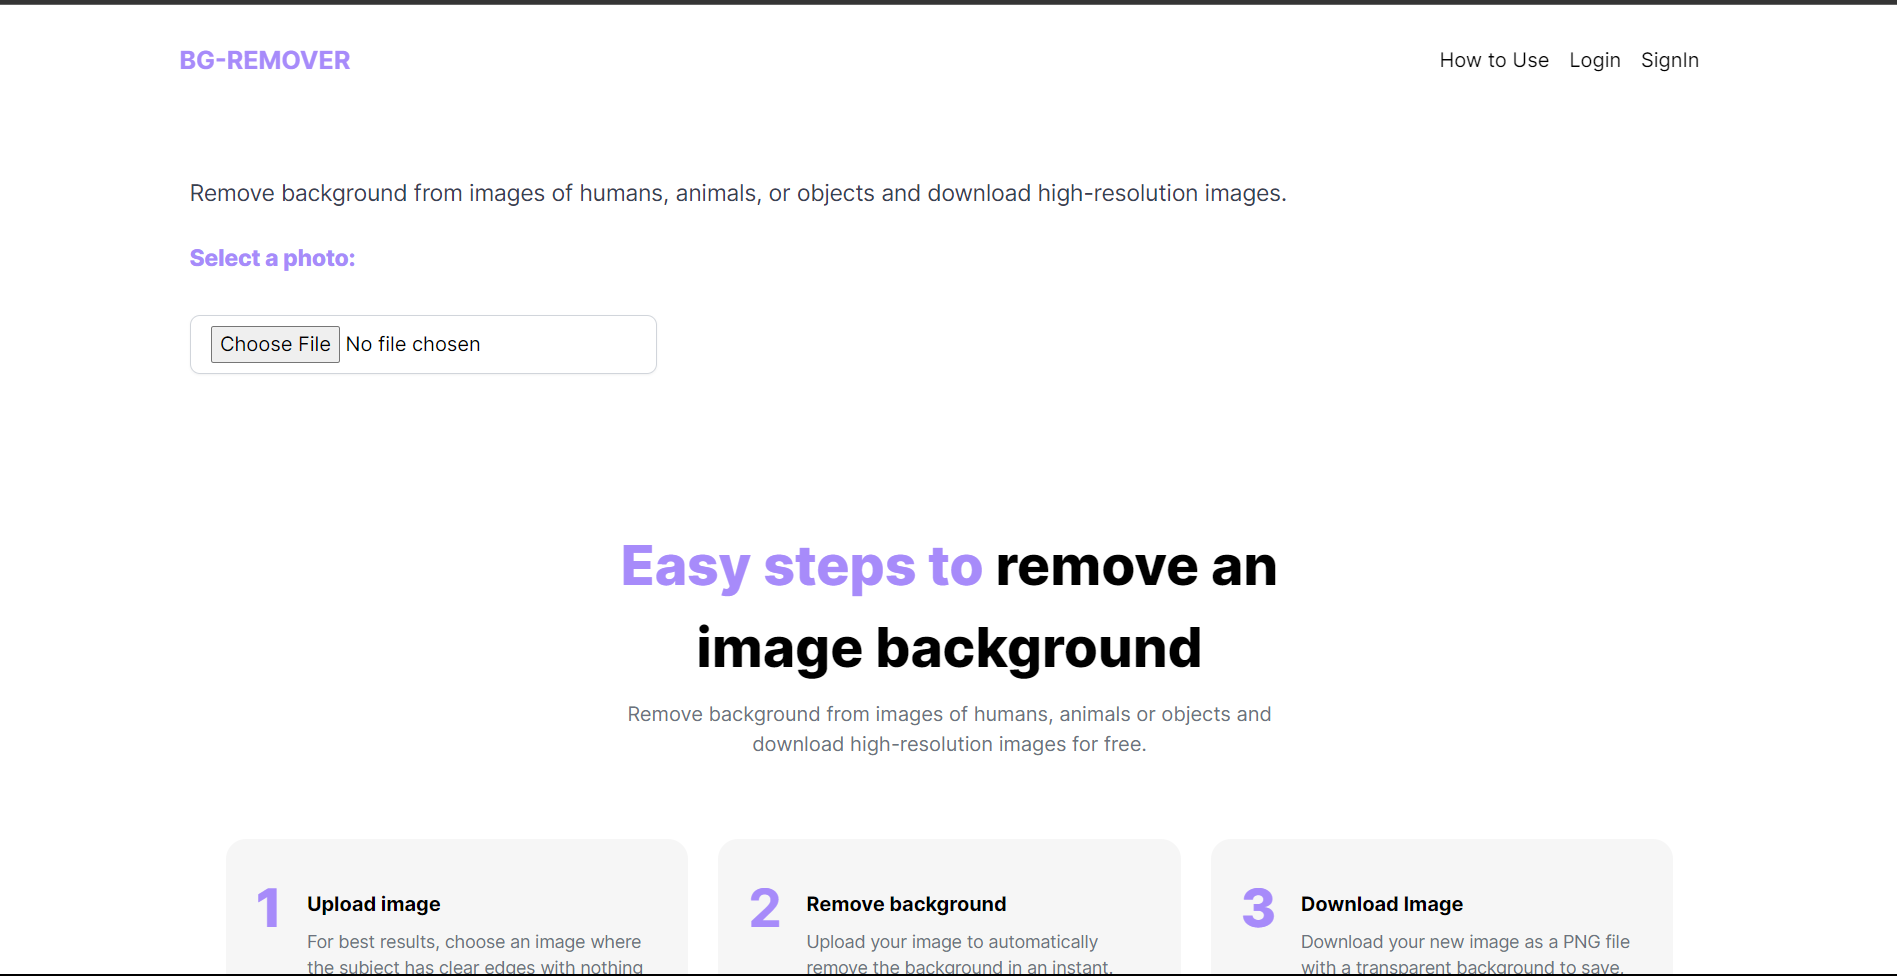 BG-REMOVER
How to Use Login SignIn
Remove background from images of humans, animals, or objects and download high-resolution images.
Select a photo:
Choose File No file chosen
Easy steps to remove an
image background
Remove background from images of humans, animals or objects and
download high-resolution images for free.
1 Upload image
For best results, choose an image where
the subject has clear edges with nothing
2 Remove background
Upload your image to automatically
remove the background in an instant.
3 Download Image
Download your new image as a PNG file
with a transparent background to save,